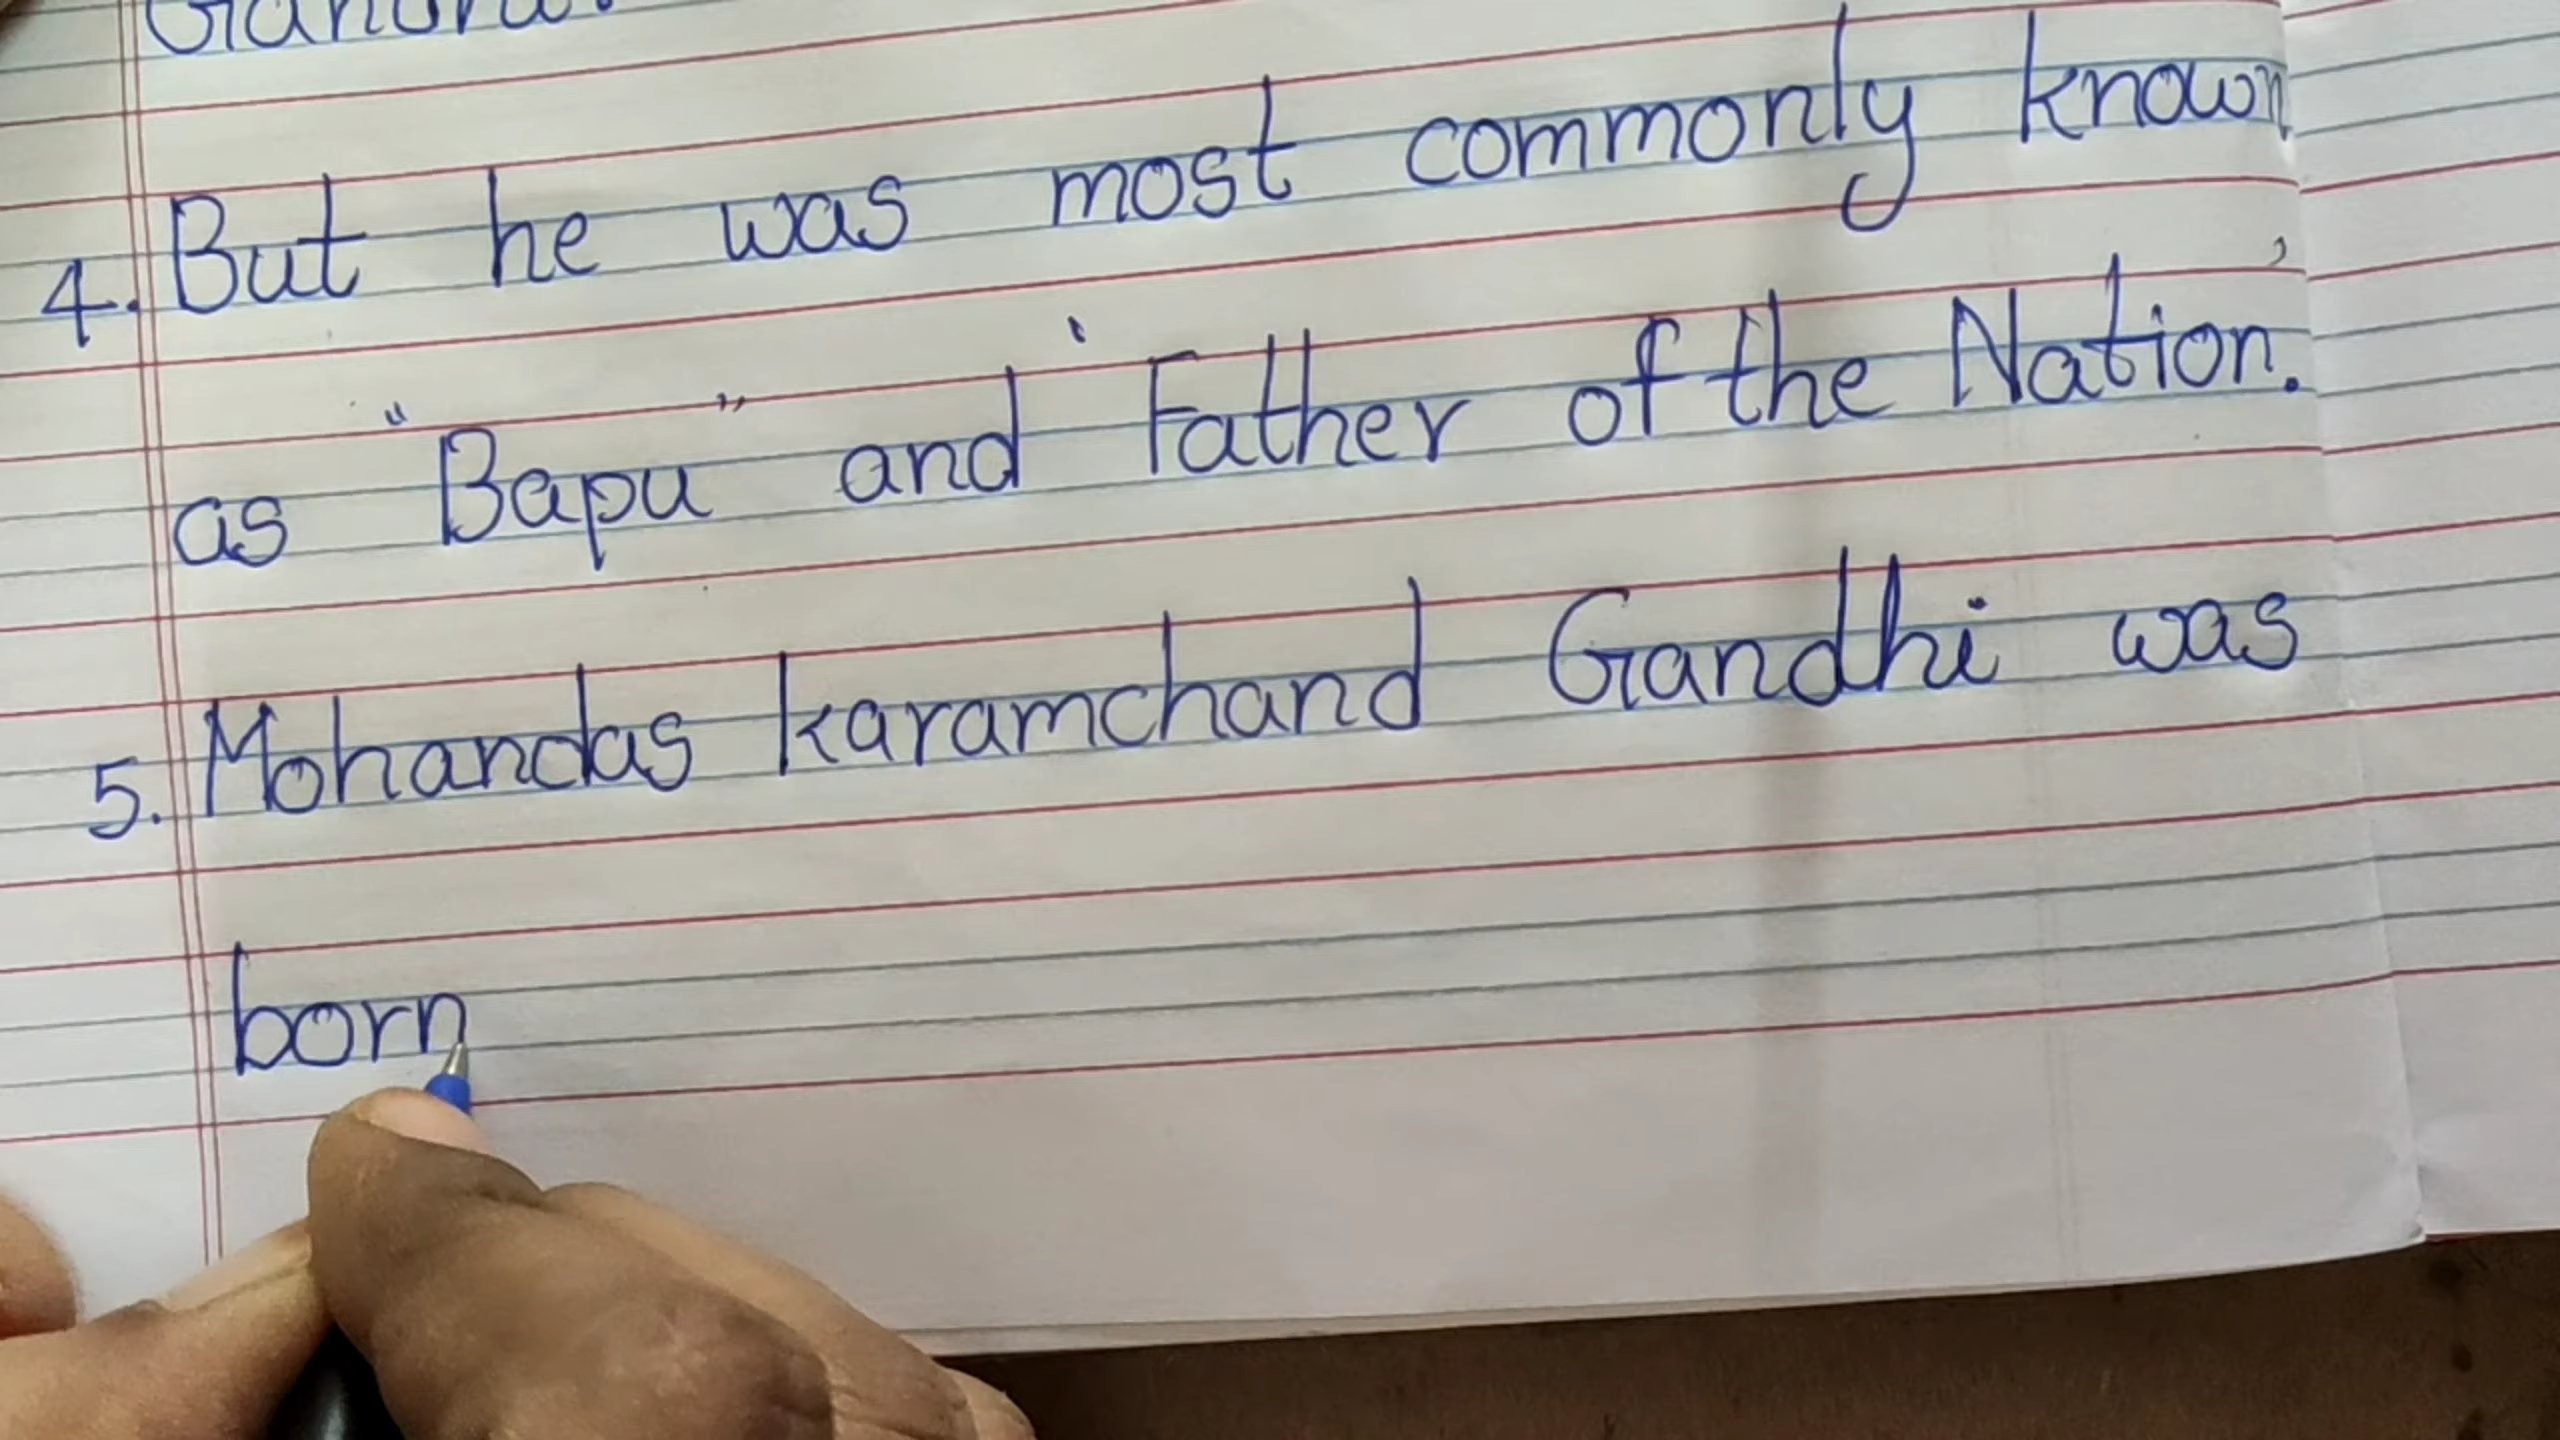 Gandhi.
4. But he was most commonly known
as “Bapu” and ‘Father of the Nation.’
5. Mohandas karamchand Gandhi was
born